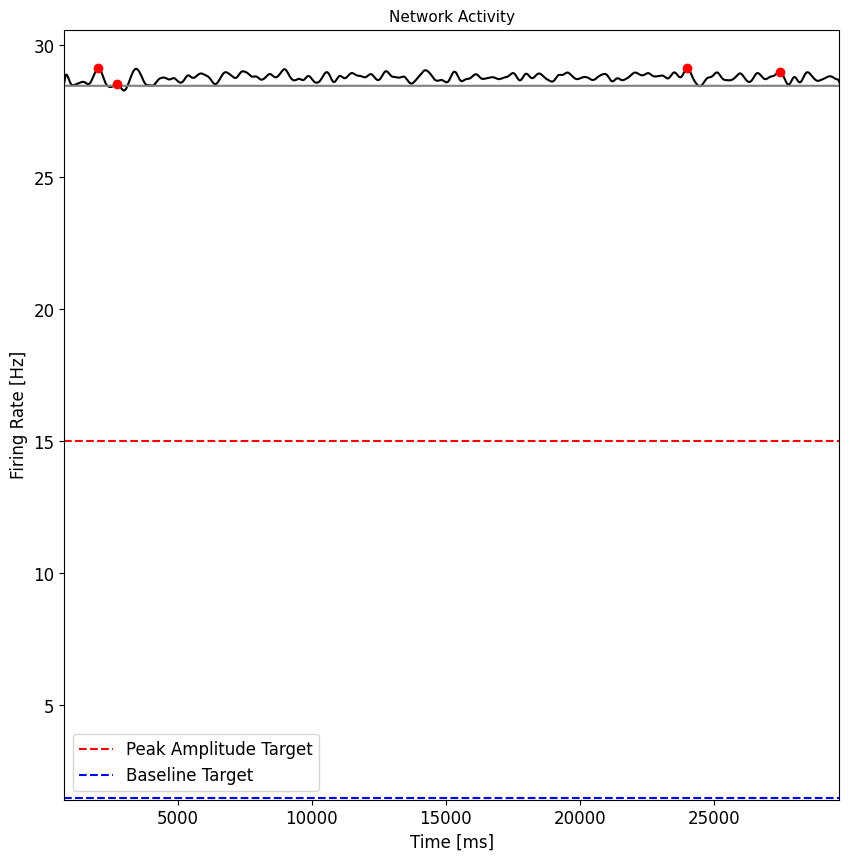 Network Activity
30
25
20
15
10
5
Firing Rate [Hz]
Peak Amplitude Target
Baseline Target
5000 10000 15000 20000 25000
Time [ms]